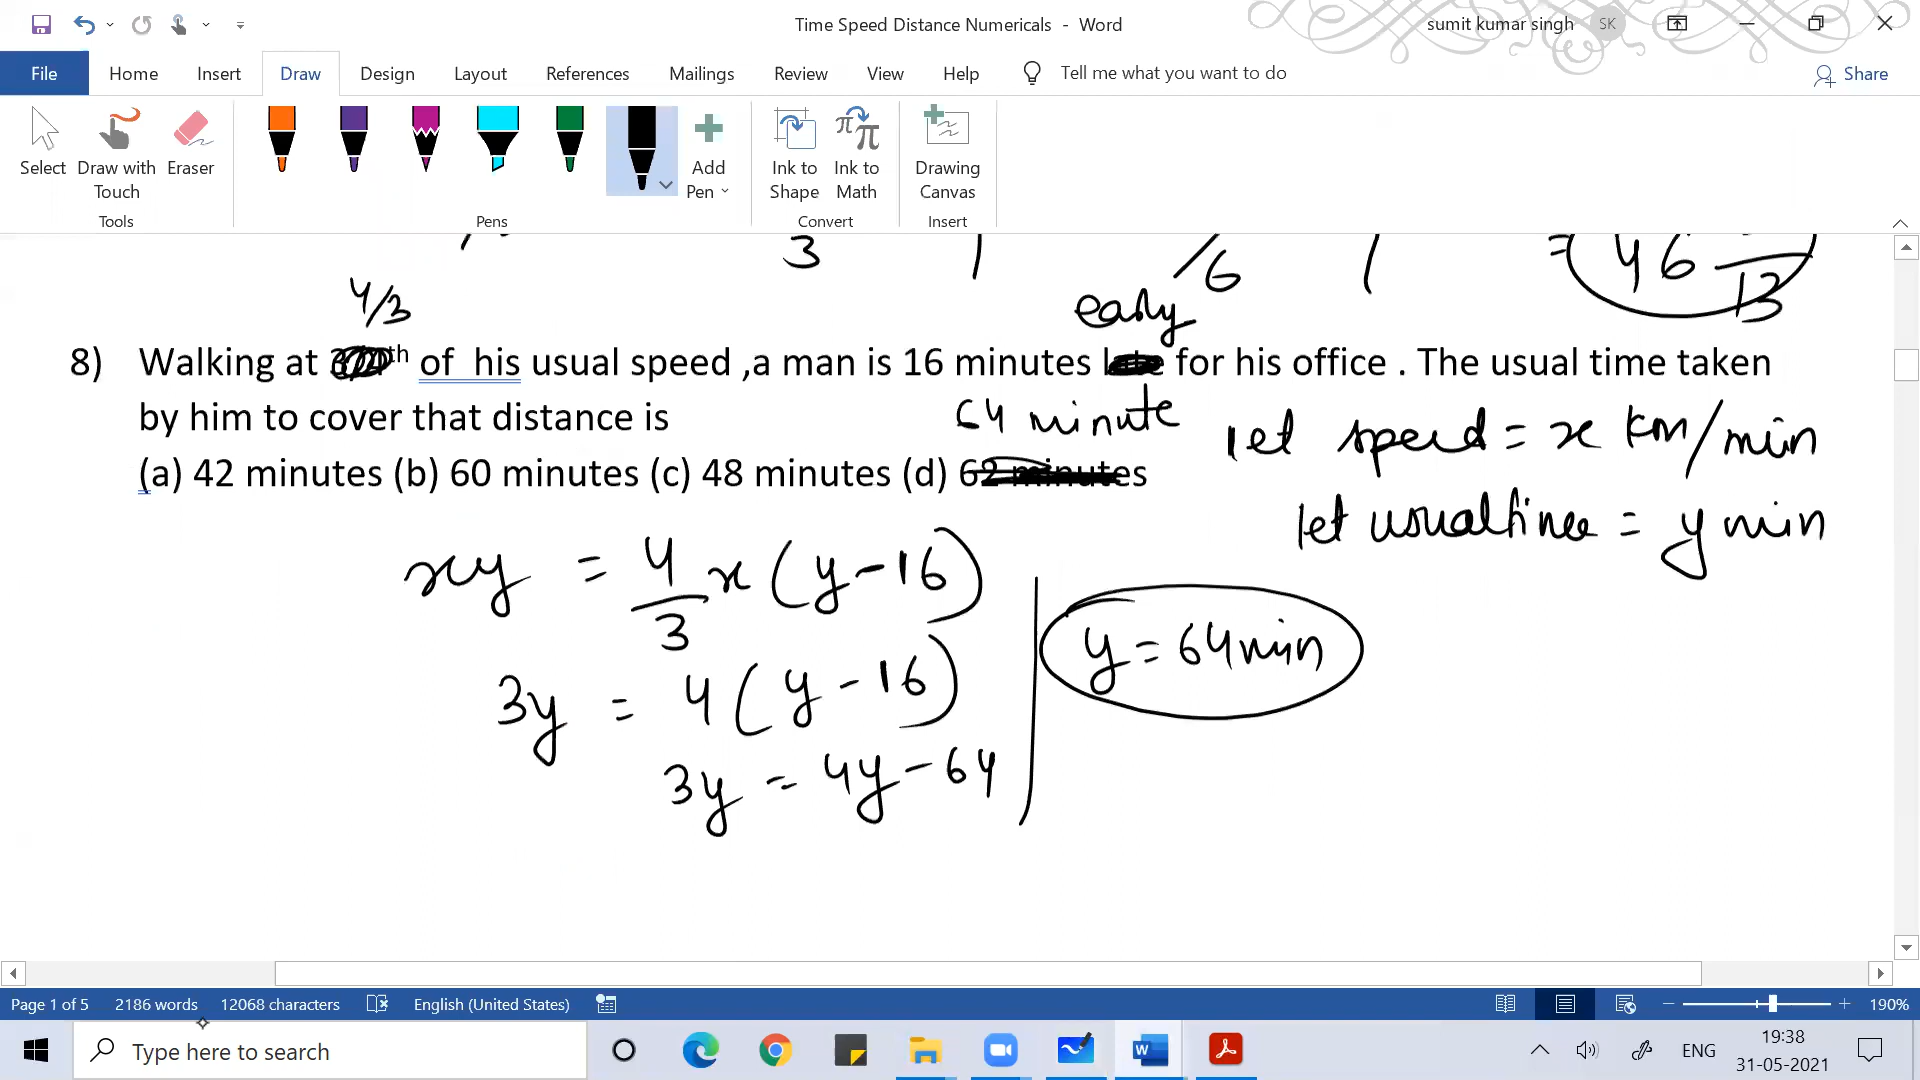 Time Speed Distance Numericals - Word
sumit kumar singh SK
File Home Insert Draw Design Layout References Mailings Review View Help Tell me what you want to do Share
Select Draw with Touch Eraser
Add Pen
Ink to Shape Ink to Math
Drawing Canvas
Tools Pens Convert Insert
3 /6 = 46 /13
4/3 early
8) Walking at th of his usual speed ,a man is 16 minutes for his office . The usual time taken
by him to cover that distance is
64 minute
(a) 42 minutes (b) 60 minutes (c) 48 minutes (d) 62 minutes
let speed = x km/min
let usual time = y min
xy = 4/3 x (y-16)
3y = 4 (y-16)
3y = 4y-64
y = 64 min
Page 1 of 5 2186 words 12068 characters English (United States) 190%
Type here to search
ENG
19:38
31-05-2021